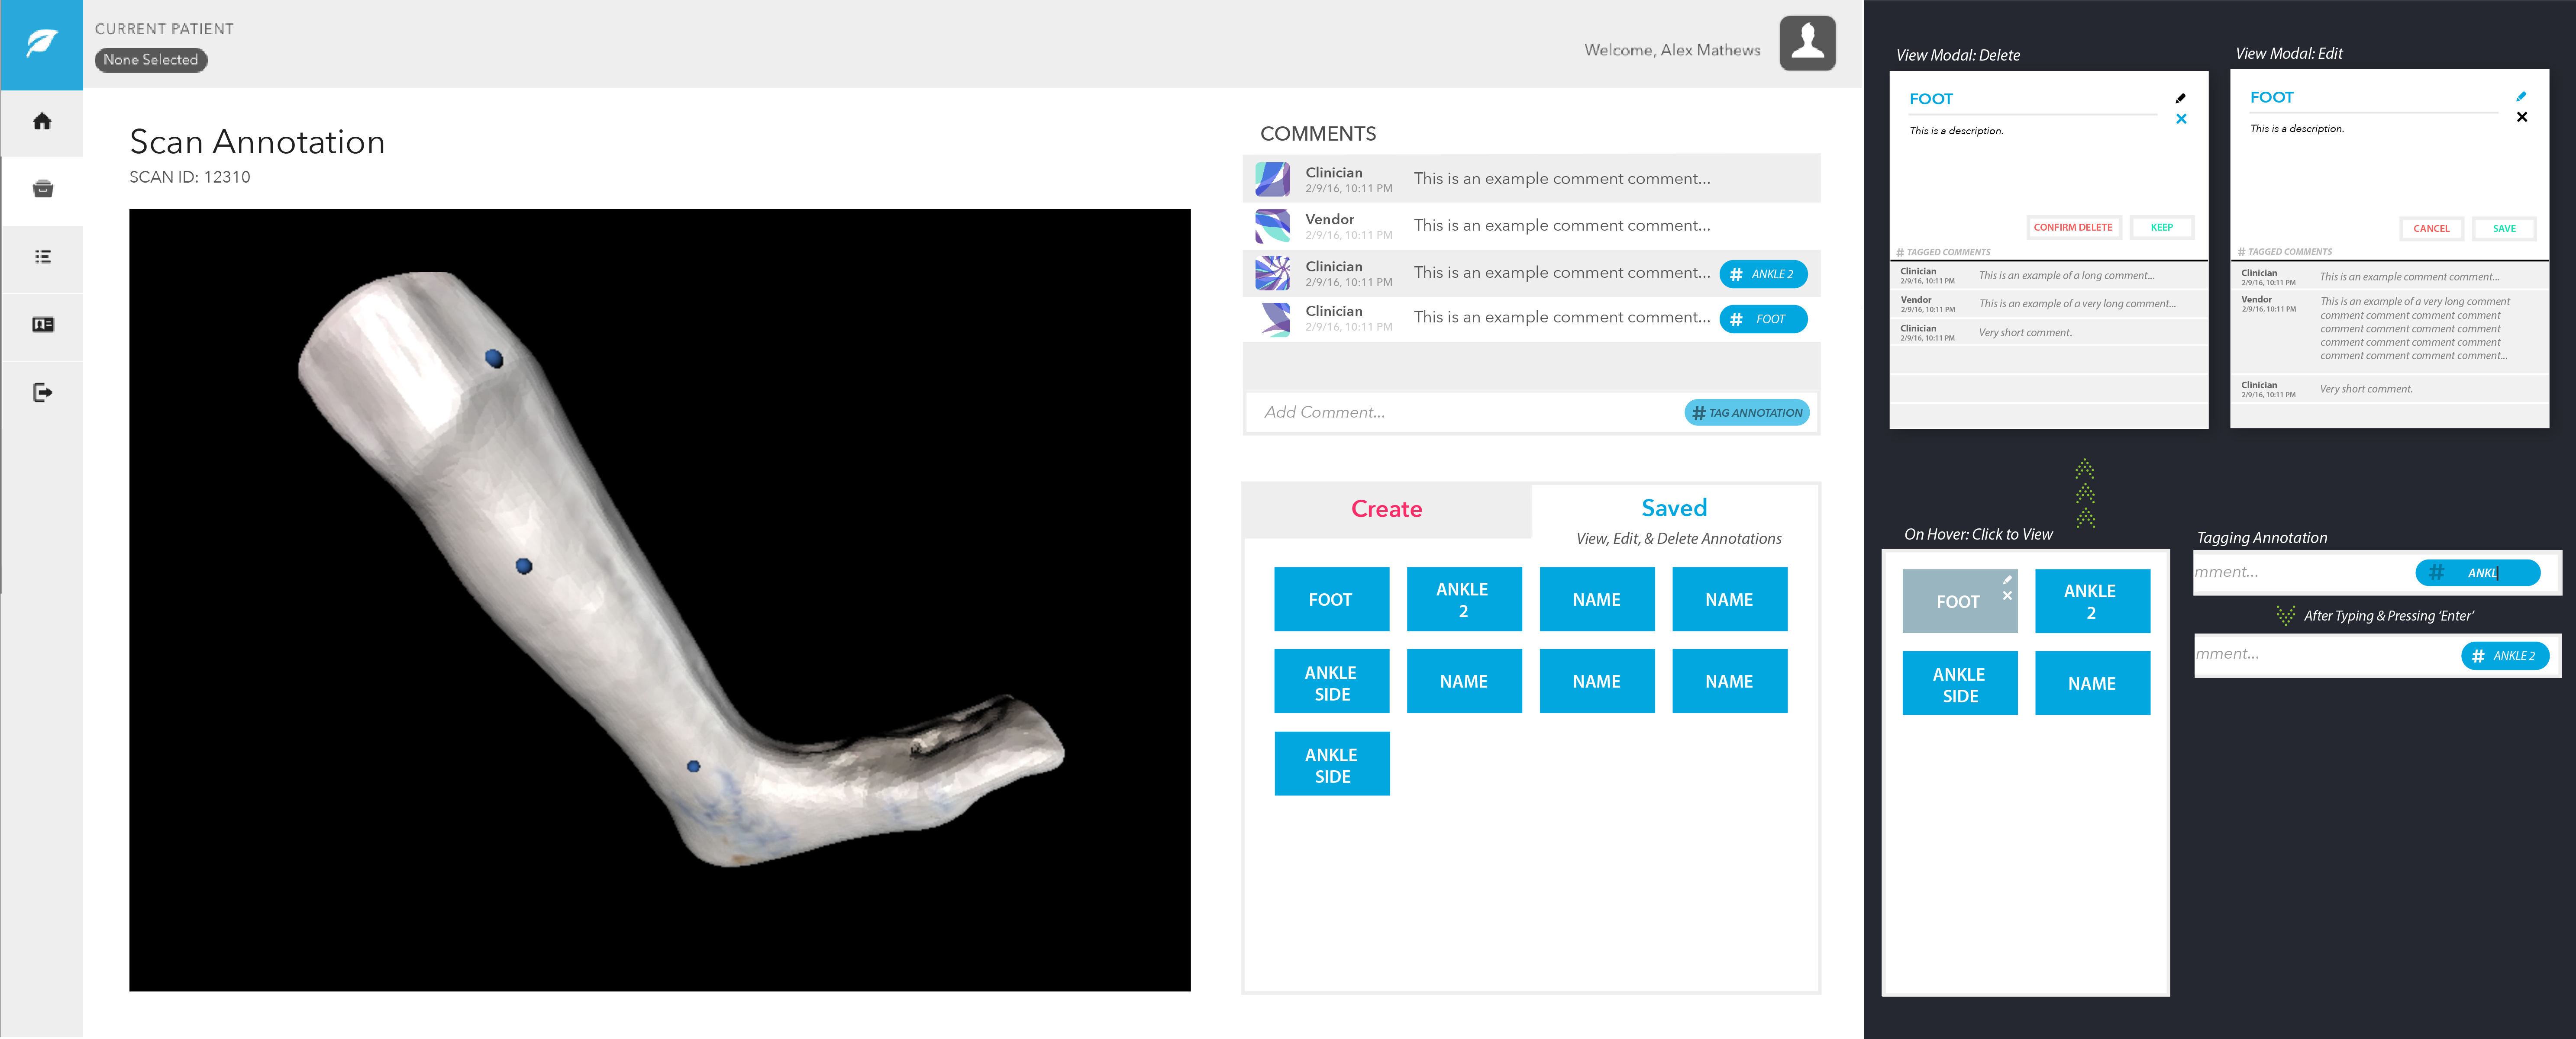 CURRENT PATIENT
None Selected
Welcome, Alex Mathews
Scan Annotation
SCAN ID: 12310
COMMENTS
Clinician
2/9/16, 10:11 PM
This is an example comment comment...
Vendor
2/9/16, 10:11 PM
This is an example comment comment...
Clinician
2/9/16, 10:11 PM
This is an example comment comment...
# ANKLE 2
Clinician
2/9/16, 10:11 PM
This is an example comment comment...
# FOOT
Add Comment...
# TAG ANNOTATION
Create
Saved
View, Edit, & Delete Annotations
FOOT
ANKLE
2
NAME
NAME
ANKLE
SIDE
NAME
NAME
NAME
ANKLE
SIDE
View Modal: Delete
FOOT
This is a description.
CONFIRM DELETE
KEEP
# TAGGED COMMENTS
Clinician
2/9/16, 10:11 PM
This is an example of a long comment...
Vendor
2/9/16, 10:11 PM
This is an example of a very long comment...
Clinician
2/9/16, 10:11 PM
Very short comment.
View Modal: Edit
FOOT
This is a description.
CANCEL
SAVE
# TAGGED COMMENTS
Clinician
2/9/16, 10:11 PM
This is an example comment comment...
Vendor
2/9/16, 10:11 PM
This is an example of a very long comment
comment comment comment comment
comment comment comment comment
comment comment comment comment
comment comment comment comment...
Clinician
2/9/16, 10:11 PM
Very short comment.
On Hover: Click to View
FOOT
ANKLE
2
ANKLE
SIDE
NAME
Tagging Annotation
mment...
# ANKL
After Typing & Pressing ‘Enter’
mment...
# ANKLE 2